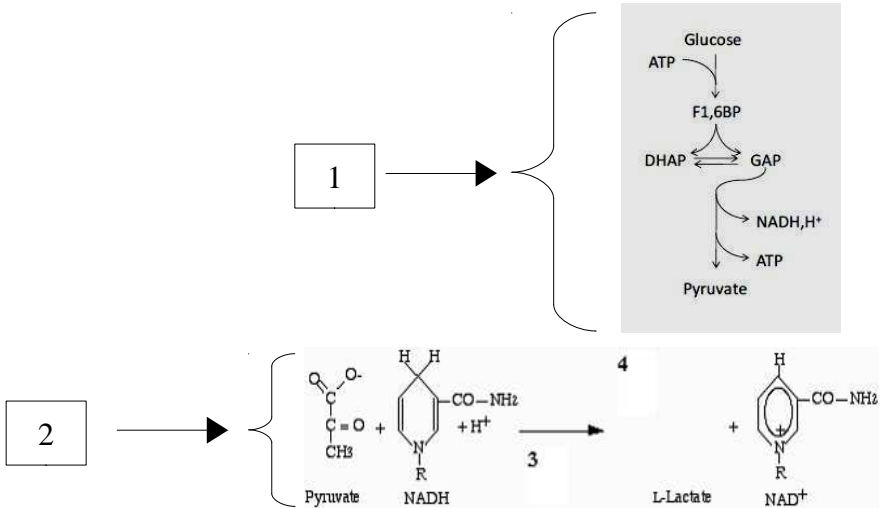 Glucose
ATP
F1,6BP
DHAP
GAP
1
NADH,H⁺
ATP
Pyruvate
H H
4
H
O O-
C
CO-NH2
CO-NH2
2
C=O + +H⁺ + +
CH3
N
3
N
R
R
Pyruvate NADH L-Lactate NAD⁺